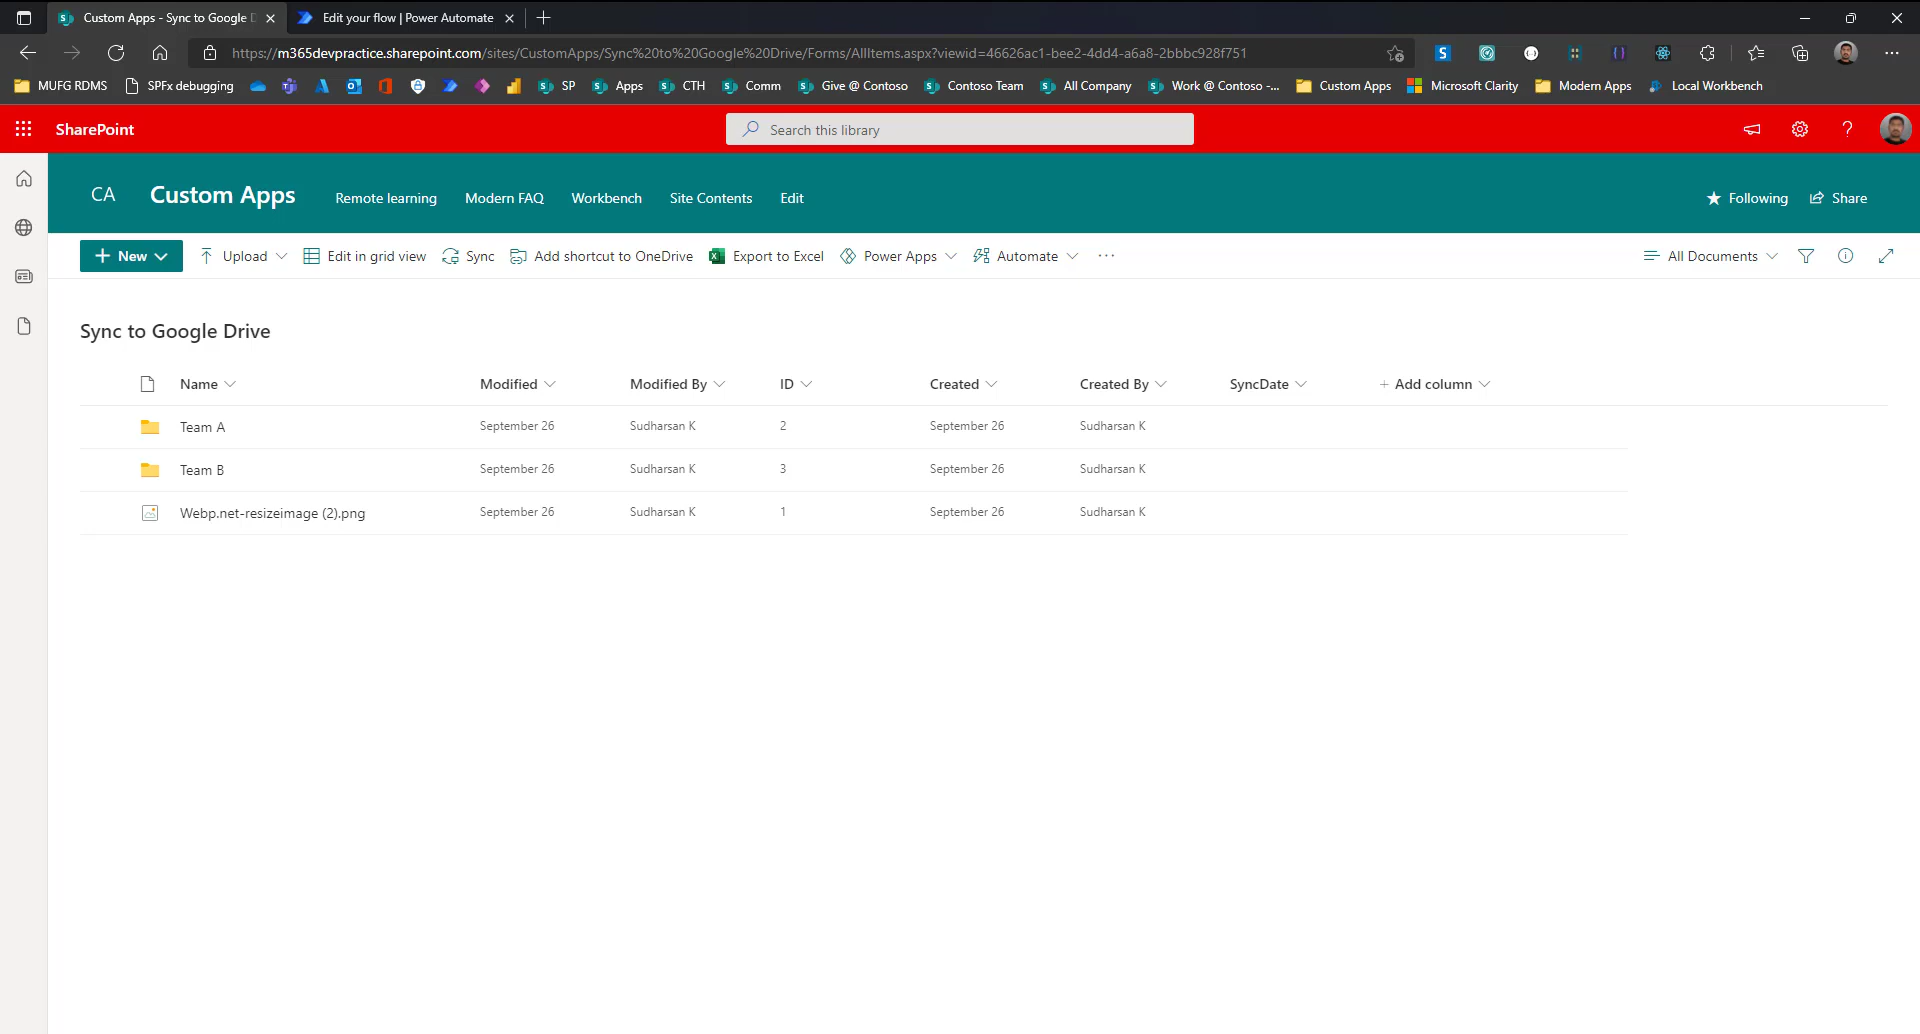 Custom Apps - Sync to Google D
Edit your flow | Power Automate
https://m365devpractice.sharepoint.com/sites/CustomApps/Sync%20to%20Google%20Drive/Forms/AllItems.aspx?viewid=46626ac1-bee2-4dd4-a6a8-2bbbc928f751
MUFG RDMS SPFx debugging SP Apps CTH Comm Give @ Contoso Contoso Team All Company Work @ Contoso -... Custom Apps Microsoft Clarity Modern Apps Local Workbench
SharePoint
Search this library
?
CA
Custom Apps
Remote learning Modern FAQ Workbench Site Contents Edit
Following Share
+ New Upload Edit in grid view Sync Add shortcut to OneDrive Export to Excel Power Apps Automate ...
All Documents
Sync to Google Drive
Name Modified Modified By ID Created Created By SyncDate + Add column
Team A September 26 Sudharsan K 2 September 26 Sudharsan K
Team B September 26 Sudharsan K 3 September 26 Sudharsan K
Webp.net-resizeimage (2).png September 26 Sudharsan K 1 September 26 Sudharsan K